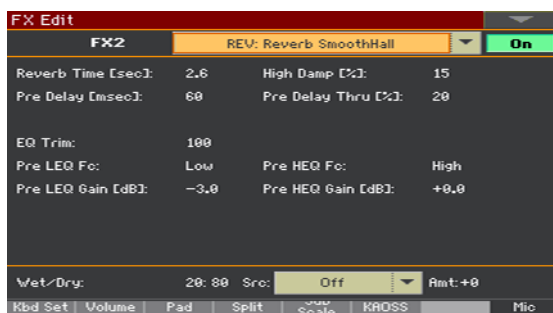 FX Edit
FX2 REV: Reverb SmoothHall On
Reverb Time [sec]: 2.6 High Damp [%]: 15
Pre Delay [msec]: 60 Pre Delay Thru [%]: 20
EQ Trim: 100
Pre LEQ Fc: Low Pre HEQ Fc: High
Pre LEQ Gain [dB]: -3.0 Pre HEQ Gain [dB]: +0.0
Wet/Dry: 20:80 Src: Off Amt:+0
Kbd Set Volume Pad Split Sub Scale KAOSS Mic